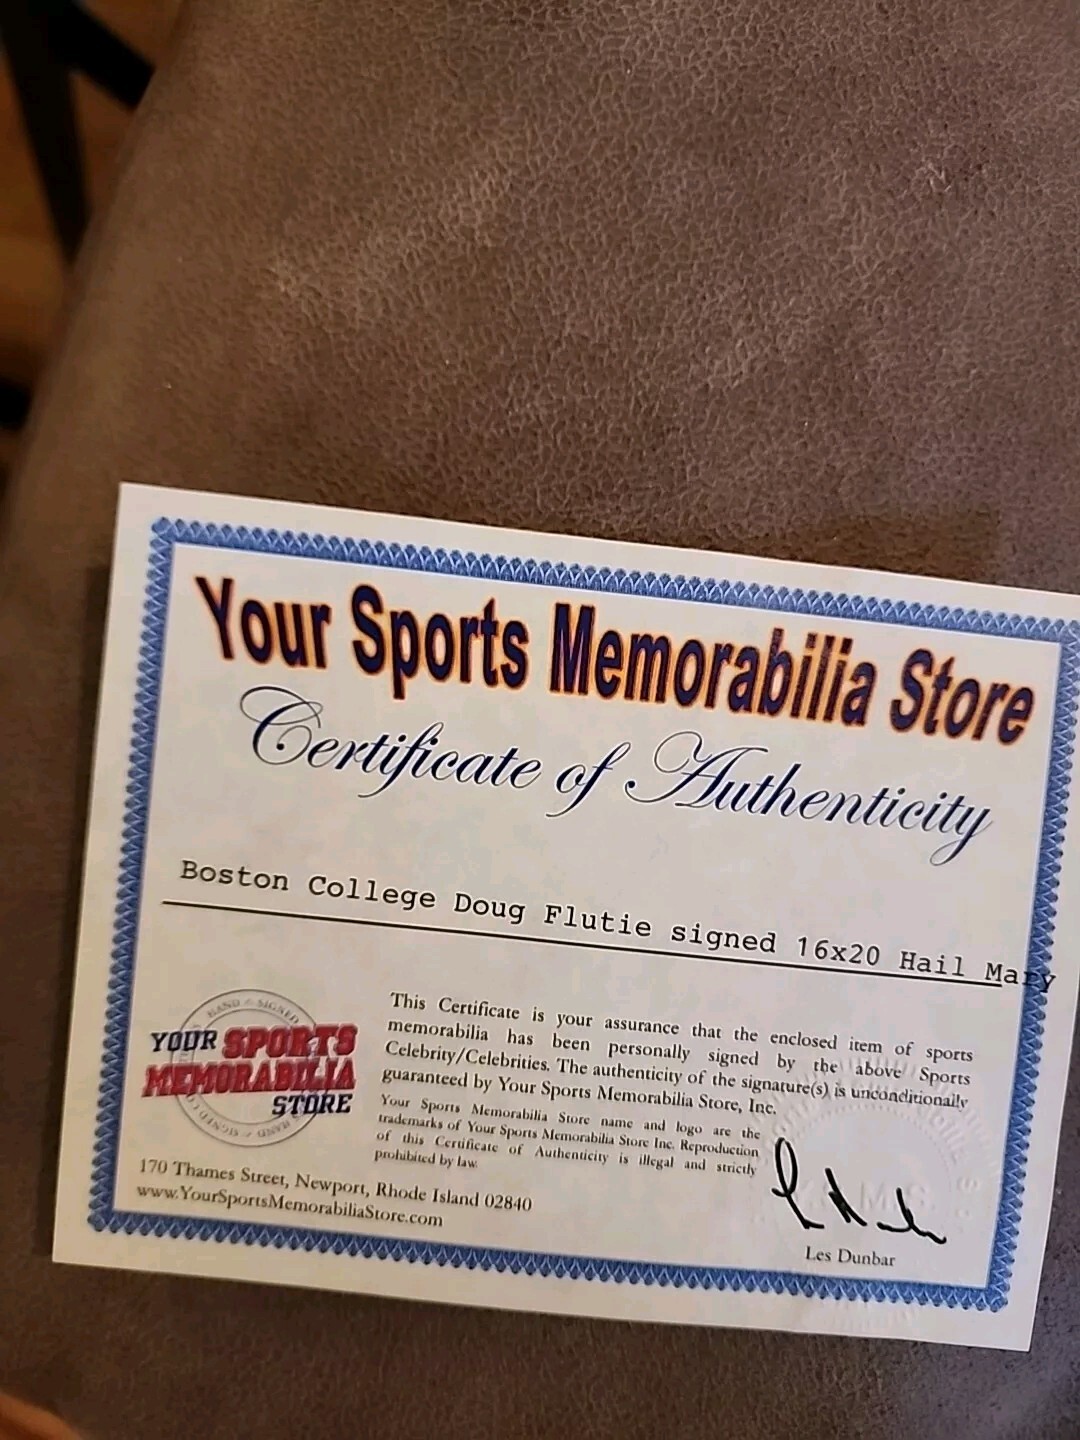 Your Sports Memorabilia Store
Certificate of Authenticity
Boston College Doug Flutie signed 16x20 Hail Mary
HAND & SIGNED
YOUR SPORTS
MEMORABILIA
STORE
This Certificate is your assurance that the enclosed item of sports
memorabilia has been personally signed by the above Sports
Celebrity/Celebrities. The authenticity of the signature(s) is unconditionally
guaranteed by Your Sports Memorabilia Store, Inc.
Your Sports Memorabilia Store name and logo are the
trademarks of Your Sports Memorabilia Store Inc. Reproduction
of this Certificate of Authenticity is illegal and strictly
prohibited by law.
170 Thames Street, Newport, Rhode Island 02840
www.YourSportsMemorabiliaStore.com
Les Dunbar